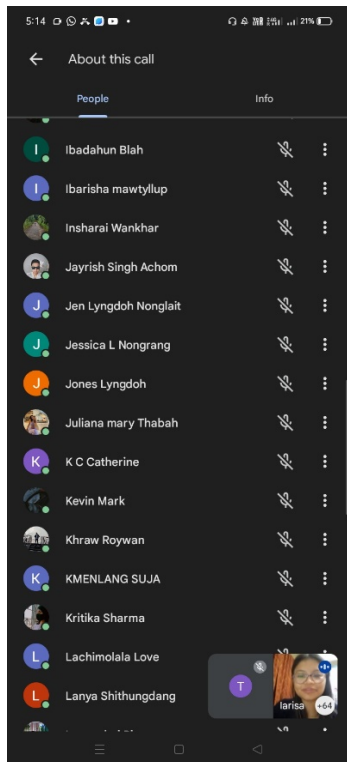 5:14
21%
About this call
People
Info
I Ibadahun Blah
I Ibarisha mawtyllup
Insharai Wankhar
Jayrish Singh Achom
J Jen Lyngdoh Nonglait
J Jessica L Nongrang
J Jones Lyngdoh
Juliana mary Thabah
K K C Catherine
Kevin Mark
Khraw Roywan
K KMENLANG SUJA
Kritika Sharma
L Lachimolala Love
L Lanya Shithungdang
T
larisa
+64